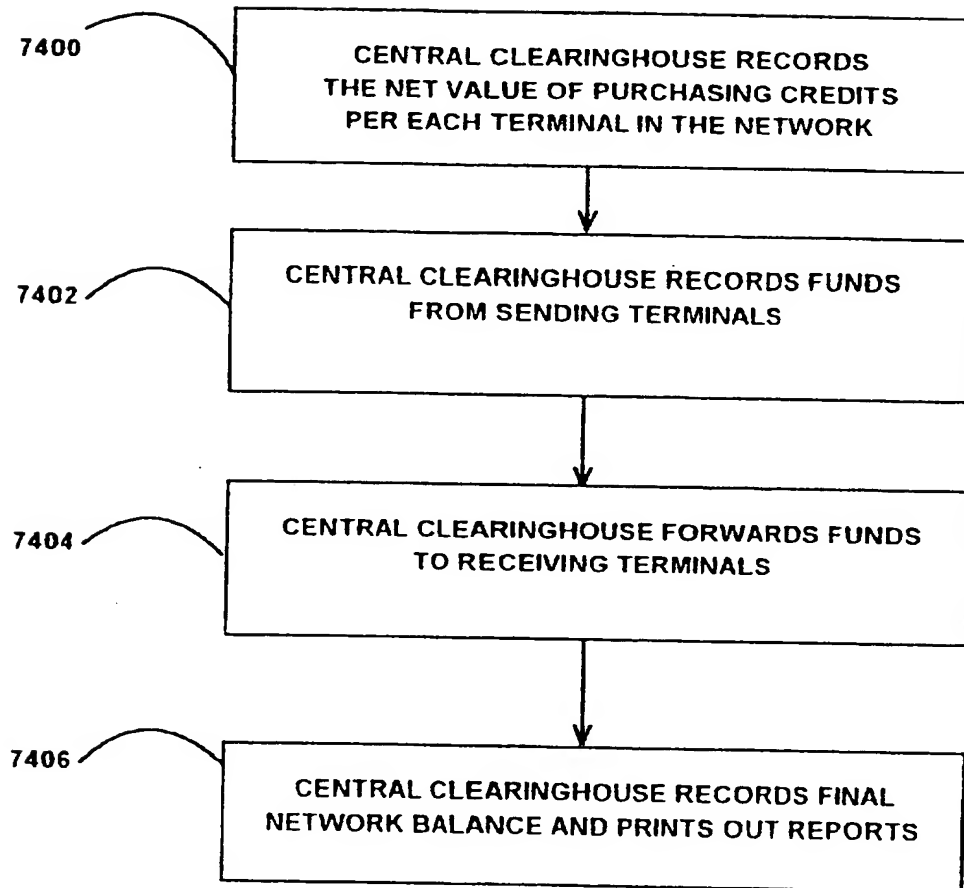 7400
CENTRAL CLEARINGHOUSE RECORDS
THE NET VALUE OF PURCHASING CREDITS
PER EACH TERMINAL IN THE NETWORK
7402
CENTRAL CLEARINGHOUSE RECORDS FUNDS
FROM SENDING TERMINALS
7404
CENTRAL CLEARINGHOUSE FORWARDS FUNDS
TO RECEIVING TERMINALS
7406
CENTRAL CLEARINGHOUSE RECORDS FINAL
NETWORK BALANCE AND PRINTS OUT REPORTS